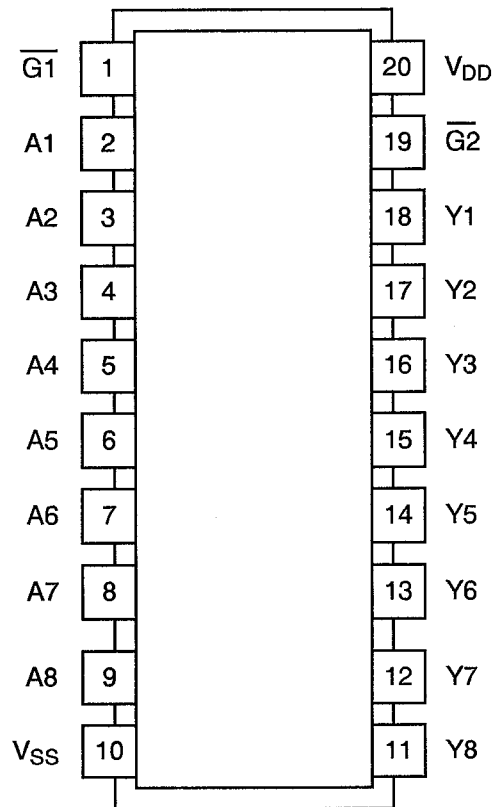 G̅1̅ 1 20 VDD
A1 2 19 G̅2̅
A2 3 18 Y1
A3 4 17 Y2
A4 5 16 Y3
A5 6 15 Y4
A6 7 14 Y5
A7 8 13 Y6
A8 9 12 Y7
VSS 10 11 Y8